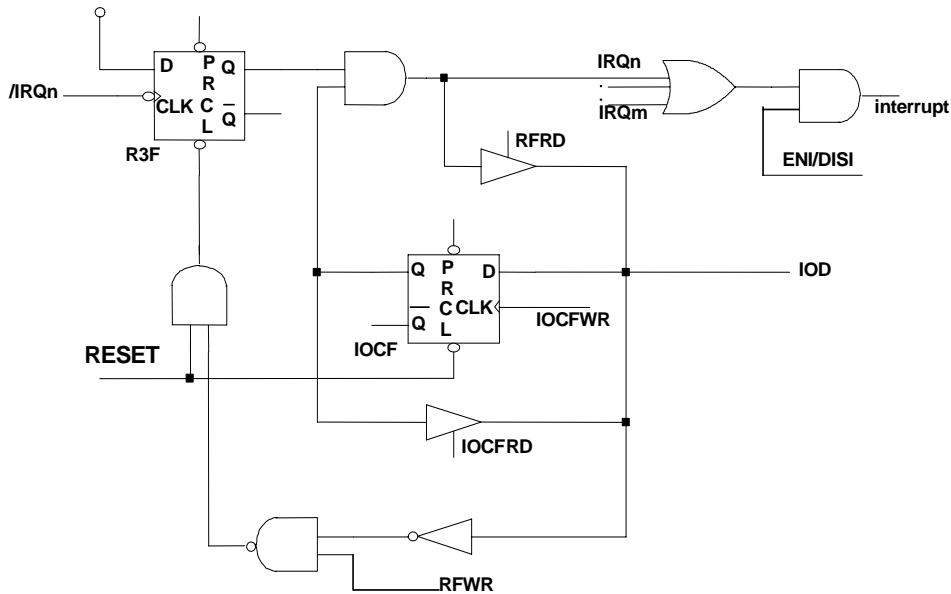 D
P
R
C
L
Q
/IRQn
CLK
Q
R3F
IRQn
:
IRQm
interrupt
RFRD
ENI/DISI
Q
P
R
C
L
D
IOD
Q
CLK
IOCFWR
IOCF
RESET
IOCFRD
RFWR